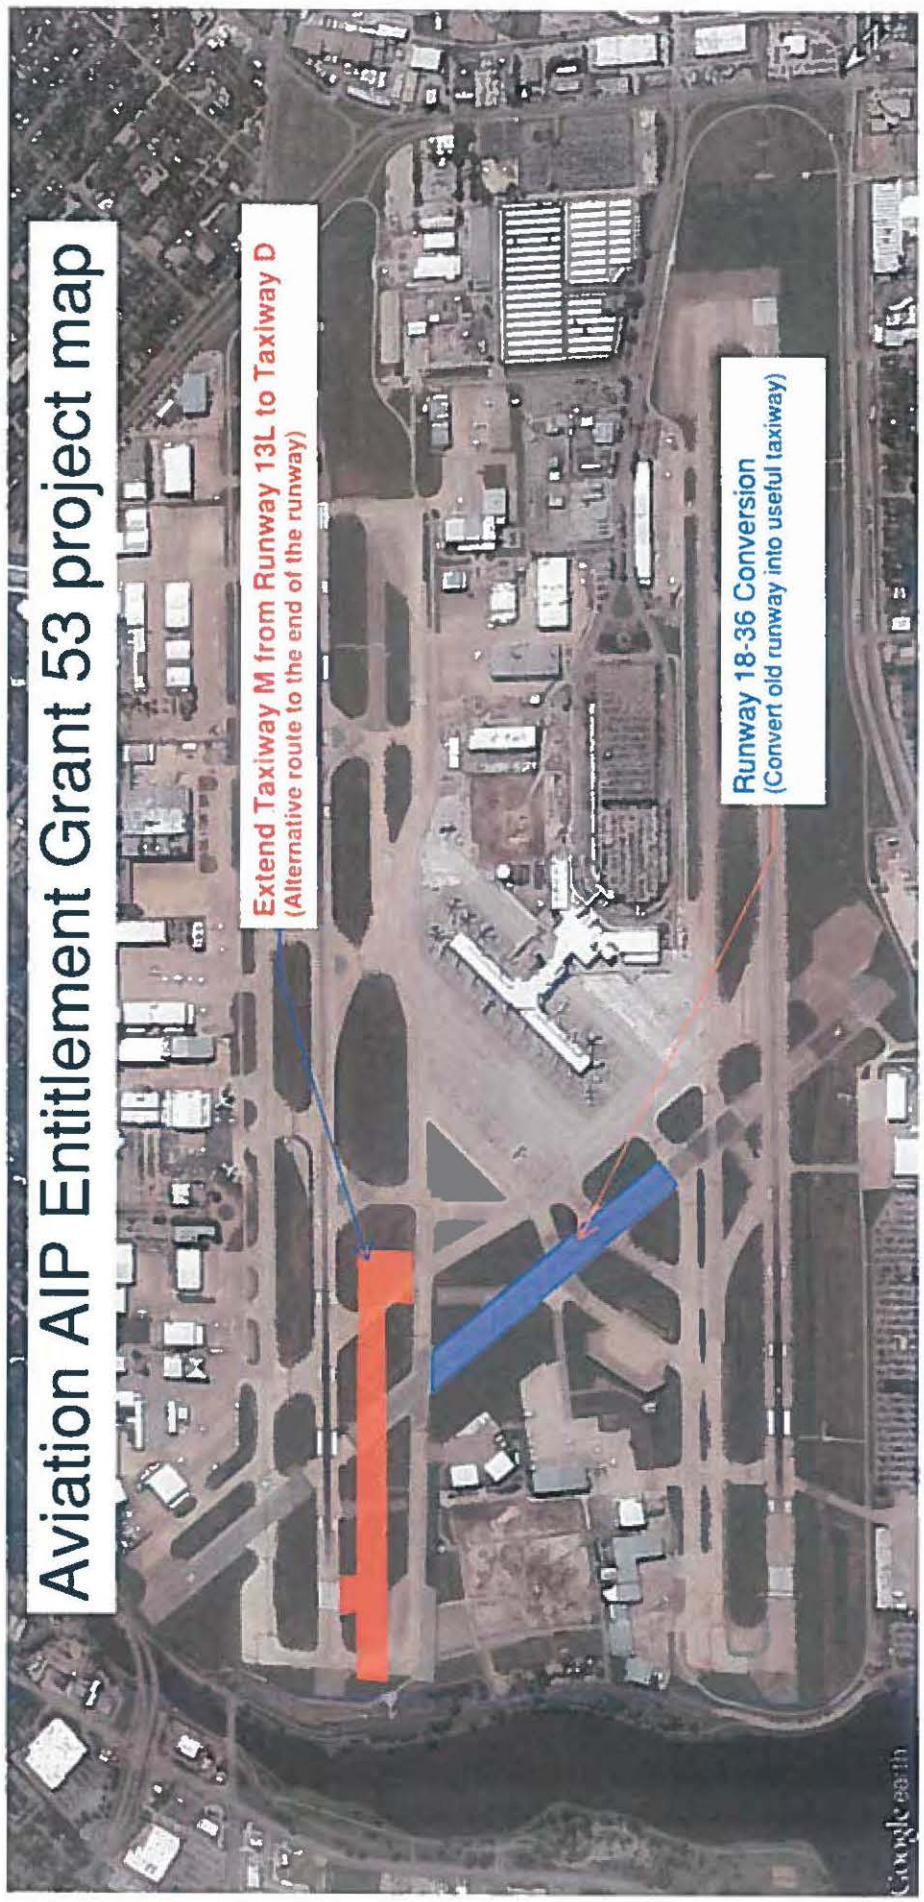 Aviation AIP Entitlement Grant 53 project map
Extend Taxiway M from Runway 13L to Taxiway D
(Alternative route to the end of the runway)
Runway 18-36 Conversion
(Convert old runway into useful taxiway)
Google earth